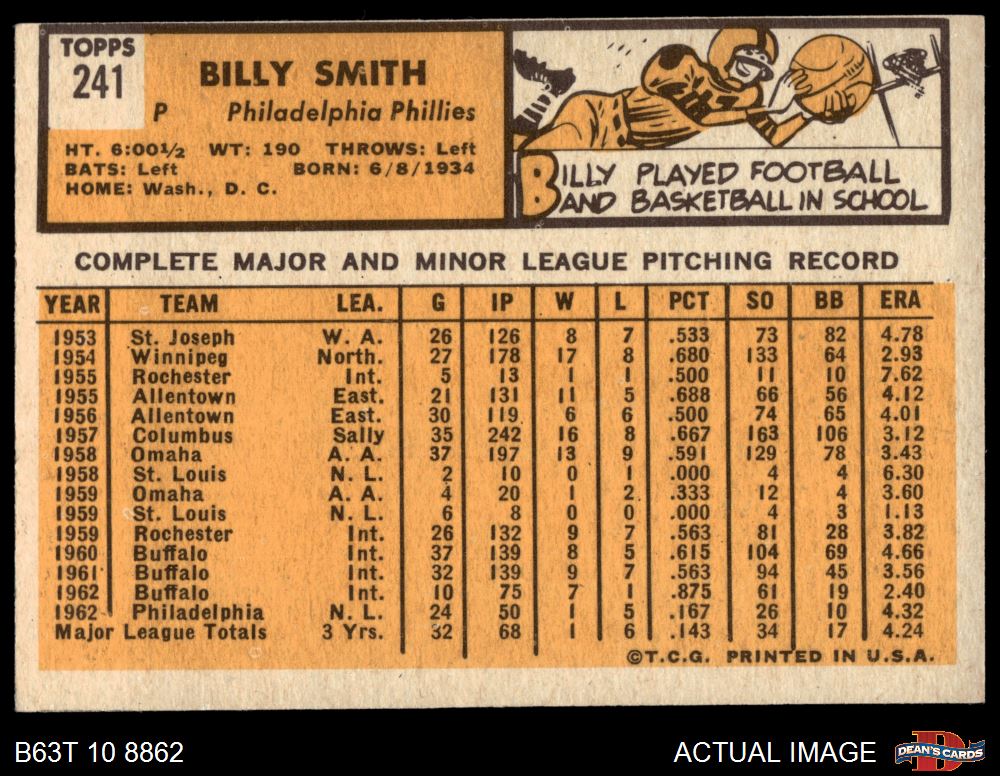 TOPPS
241
BILLY SMITH
P Philadelphia Phillies
HT. 6:00½ WT: 190 THROWS: Left
BATS: Left BORN: 6/8/1934
HOME: Wash., D. C.
BILLY PLAYED FOOTBALL
AND BASKETBALL IN SCHOOL
COMPLETE MAJOR AND MINOR LEAGUE PITCHING RECORD
YEAR TEAM LEA. G IP W L PCT SO BB ERA
1953 St. Joseph W. A. 26 126 8 7 .533 73 82 4.78
1954 Winnipeg North. 27 178 17 8 .680 133 64 2.93
1955 Rochester Int. 5 13 1 1 .500 11 10 7.62
1955 Allentown East. 21 131 11 5 .688 66 56 4.12
1956 Allentown East. 30 119 6 6 .500 74 65 4.01
1957 Columbus Sally 35 242 16 8 .667 163 106 3.12
1958 Omaha A. A. 37 197 13 9 .591 129 78 3.43
1958 St. Louis N. L. 2 10 0 1 .000 4 4 6.30
1959 Omaha A. A. 4 20 1 2 .333 12 4 3.60
1959 St. Louis N. L. 6 8 0 0 .000 4 3 1.13
1959 Rochester Int. 26 132 9 7 .563 81 28 3.82
1960 Buffalo Int. 37 139 8 5 .615 104 69 4.66
1961 Buffalo Int. 32 139 9 7 .563 94 45 3.56
1962 Buffalo Int. 10 75 7 1 .875 61 19 2.40
1962 Philadelphia N. L. 24 50 1 5 .167 26 10 4.32
Major League Totals 3 Yrs. 32 68 1 6 .143 34 17 4.24
©T.C.G. PRINTED IN U.S.A.
B63T 10 8862
ACTUAL IMAGE
DEAN'S CARDS